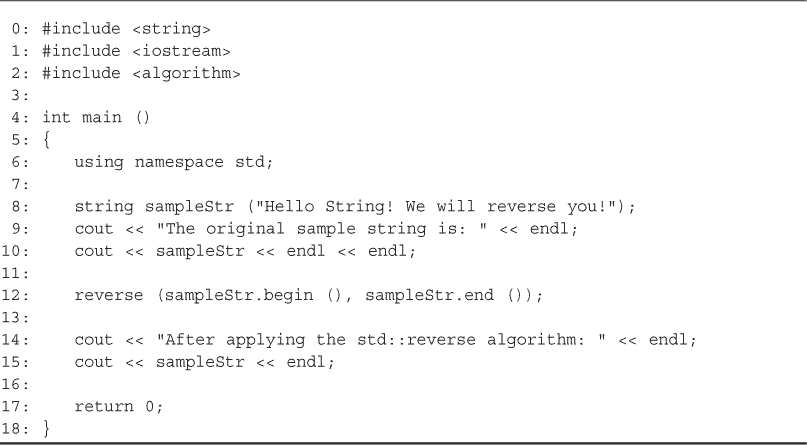 0: #include <string>
1: #include <iostream>
2: #include <algorithm>
3:
4: int main ()
5: {
6:    using namespace std;
7:
8:    string sampleStr ("Hello String! We will reverse you!");
9:    cout << "The original sample string is: " << endl;
10:    cout << sampleStr << endl << endl;
11:
12:    reverse (sampleStr.begin (), sampleStr.end ());
13:
14:    cout << "After applying the std::reverse algorithm: " << endl;
15:    cout << sampleStr << endl;
16:
17:    return 0;
18: }